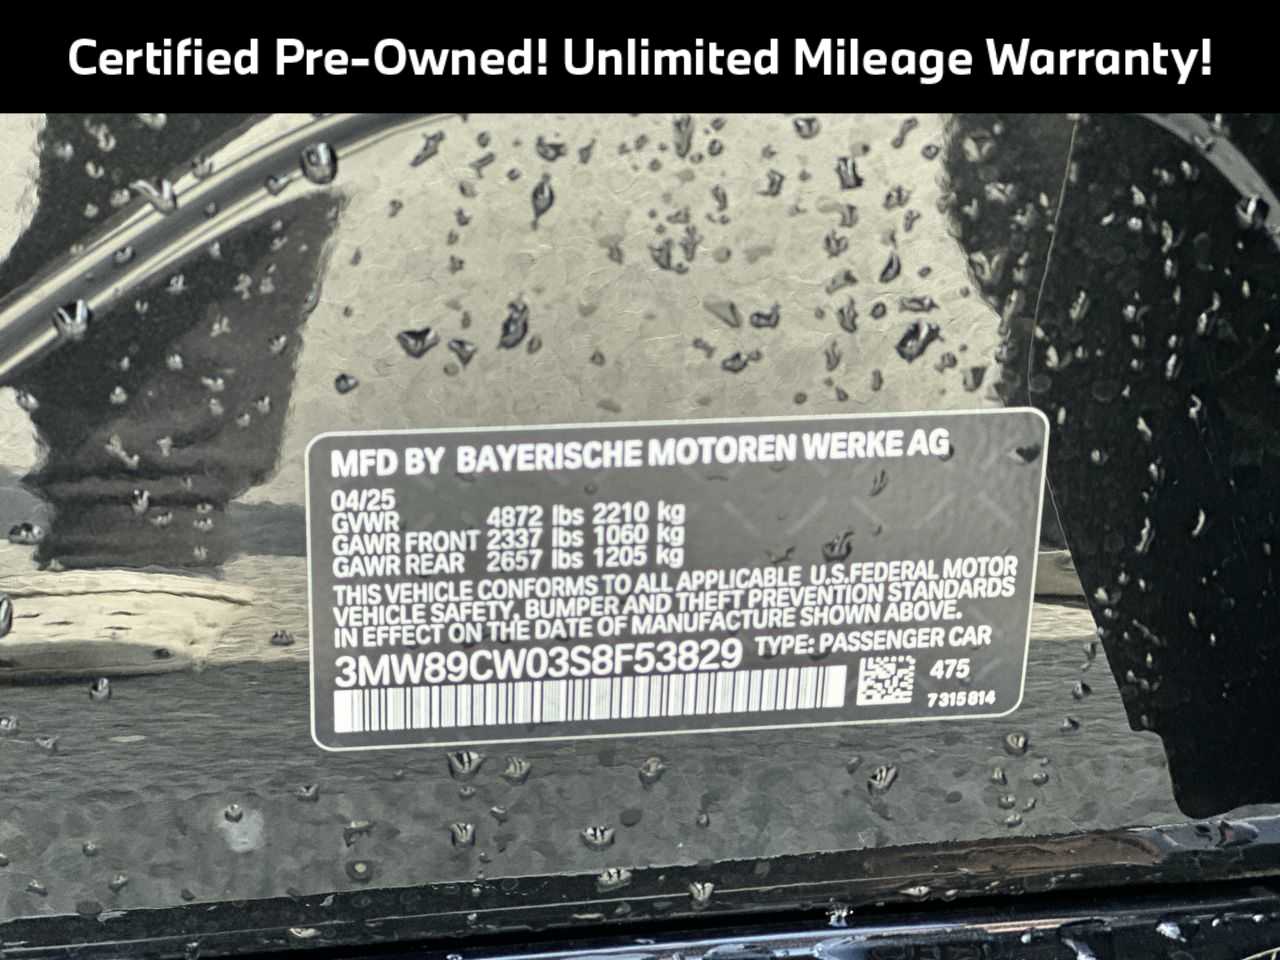 Certified Pre-Owned! Unlimited Mileage Warranty!
MFD BY BAYERISCHE MOTOREN WERKE AG
04/25
GVWR 4872 lbs 2210 kg
GAWR FRONT 2337 lbs 1060 kg
GAWR REAR 2657 lbs 1205 kg
THIS VEHICLE CONFORMS TO ALL APPLICABLE U.S.FEDERAL MOTOR
VEHICLE SAFETY, BUMPER AND THEFT PREVENTION STANDARDS
IN EFFECT ON THE DATE OF MANUFACTURE SHOWN ABOVE.
3MW89CW03S8F53829 TYPE: PASSENGER CAR
475
7315814